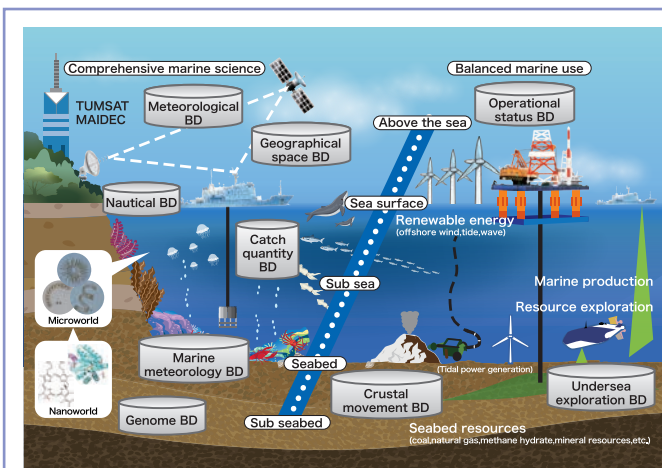 Comprehensive marine science
Balanced marine use
TUMSAT
MAIDEC
Meteorological
BD
Operational
status BD
Geographical
space BD
Above the sea
Nautical BD
Sea surface
Renewable energy
(offshore wind,tide,wave)
Catch
quantity
BD
Sub sea
Marine production
Resource exploration
Microworld
Marine
meteorology BD
Seabed
(Tidal power generation)
Nanoworld
Crustal
movement BD
Undersea
exploration BD
Genome BD
Sub seabed
Seabed resources
(coal,natural gas,methane hydrate,mineral resources,etc,)